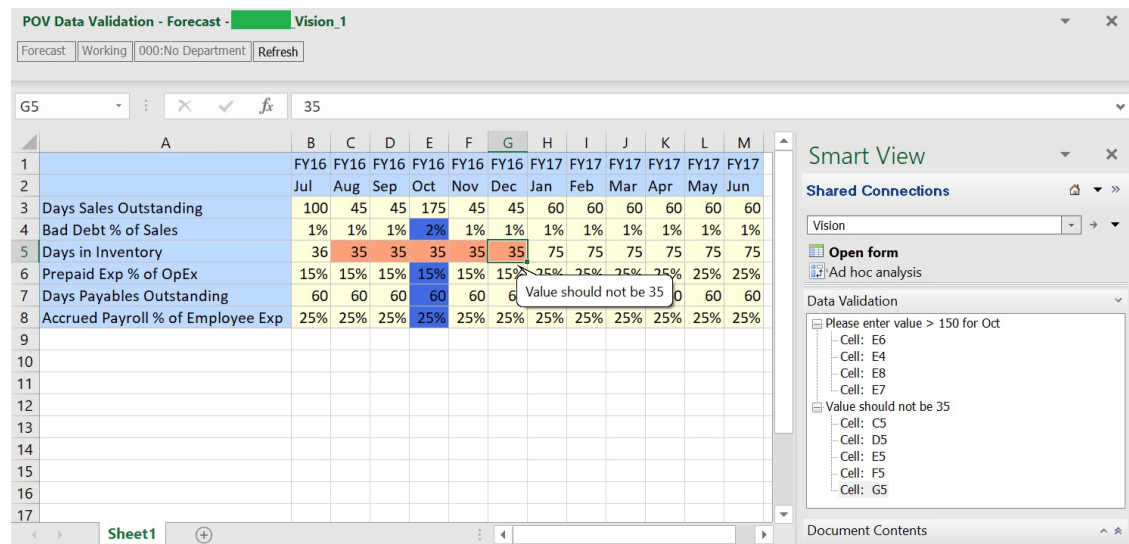 POV Data Validation - Forecast - _Vision_1
Forecast Working 000:No Department Refresh
G5 fx 35
A B C D E F G H I J K L M
1 FY16 FY16 FY16 FY16 FY16 FY16 FY17 FY17 FY17 FY17 FY17 FY17
2 Jul Aug Sep Oct Nov Dec Jan Feb Mar Apr May Jun
3 Days Sales Outstanding 100 45 45 175 45 45 60 60 60 60 60 60
4 Bad Debt % of Sales 1% 1% 1% 2% 1% 1% 1% 1% 1% 1% 1% 1%
5 Days in Inventory 36 35 35 35 35 35 75 75 75 75 75 75
6 Prepaid Exp % of OpEx 15% 15% 15% 15% 15% 15% 25% 25% 25% 25% 25% 25%
Value should not be 35
7 Days Payables Outstanding 60 60 60 60 60 60 60
8 Accrued Payroll % of Employee Exp 25% 25% 25% 25% 25% 25% 25% 25% 25% 25% 25% 25%
9
10
11
12
13
14
15
16
17
Sheet1
Smart View
Shared Connections
Vision
Open form
Ad hoc analysis
Data Validation
Please enter value > 150 for Oct
Cell: E6
Cell: E4
Cell: E8
Cell: E7
Value should not be 35
Cell: C5
Cell: D5
Cell: E5
Cell: F5
Cell: G5
Document Contents